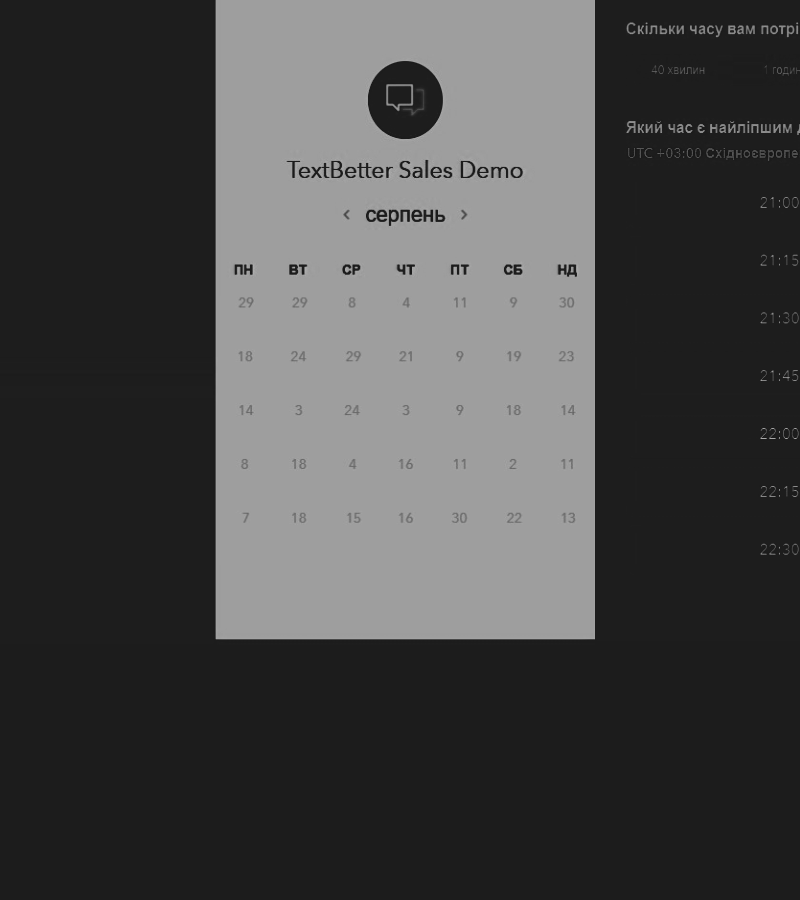 TextBetter Sales Demo
серпень
ПН ВТ СР ЧТ ПТ СБ НД
29 29 8 4 11 9 30
18 24 29 21 9 19 23
14 3 24 3 9 18 14
8 18 4 16 11 2 11
7 18 15 16 30 22 13
Скільки часу вам потрі
40 хвилин 1 годин
Який час є найліпшим
UTC +03:00 Східноєвропе
21:00
21:15
21:30
21:45
22:00
22:15
22:30